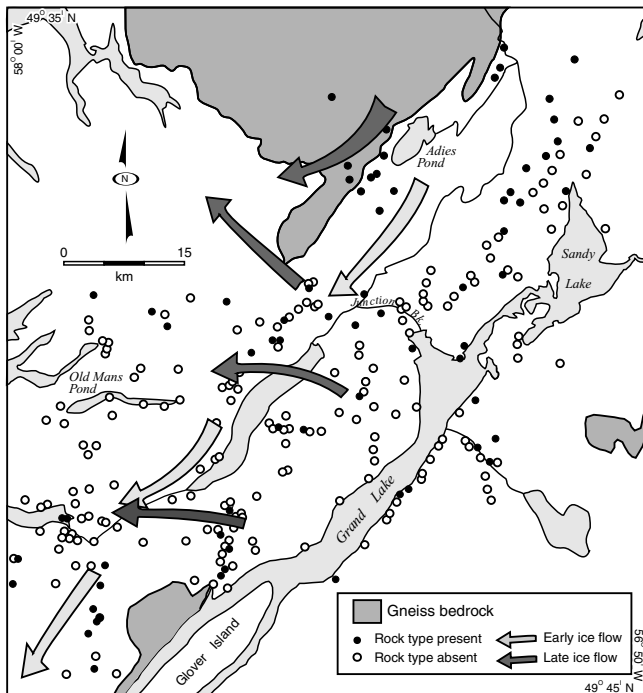 49° 35' N
58° 00' W
Adies
Pond
N
0 15
km
Sandy
Lake
Junction
Bk.
Old Mans
Pond
Grand Lake
Glover Island
Gneiss bedrock
Rock type present
Early ice flow
Rock type absent
Late ice flow
56° 50' W
49° 45' N